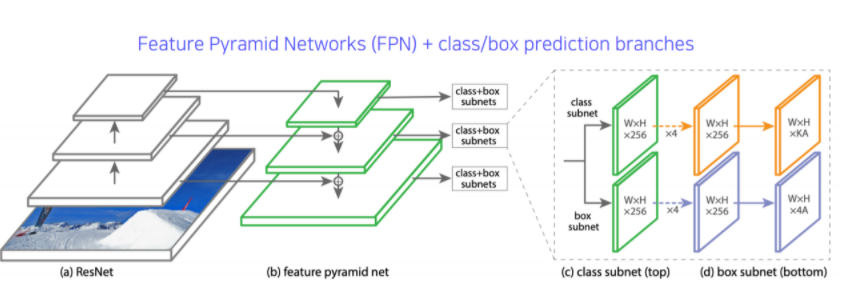 Feature Pyramid Networks (FPN) + class/box prediction branches
class+box
subnets
class+box
subnets
class+box
subnets
class
subnet
box
subnet
W×H
×256
×4
W×H
×256
W×H
×KA
W×H
×256
×4
W×H
×256
W×H
×4A
(a) ResNet
(b) feature pyramid net
(c) class subnet (top)
(d) box subnet (bottom)